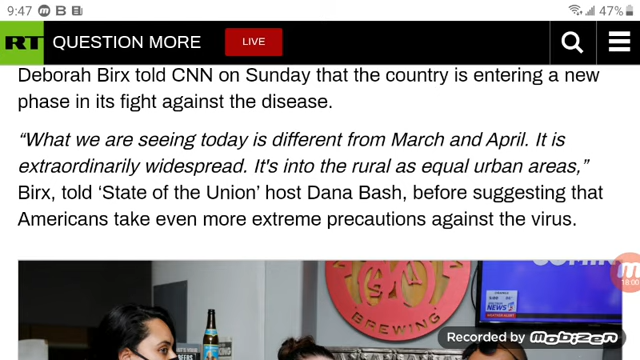 9:47
47%
RT QUESTION MORE LIVE
Deborah Birx told CNN on Sunday that the country is entering a new
phase in its fight against the disease.
“What we are seeing today is different from March and April. It is
extraordinarily widespread. It's into the rural as equal urban areas,”
Birx, told ‘State of the Union’ host Dana Bash, before suggesting that
Americans take even more extreme precautions against the virus.
18:00
NEWS
BREWING
Recorded by mobizen